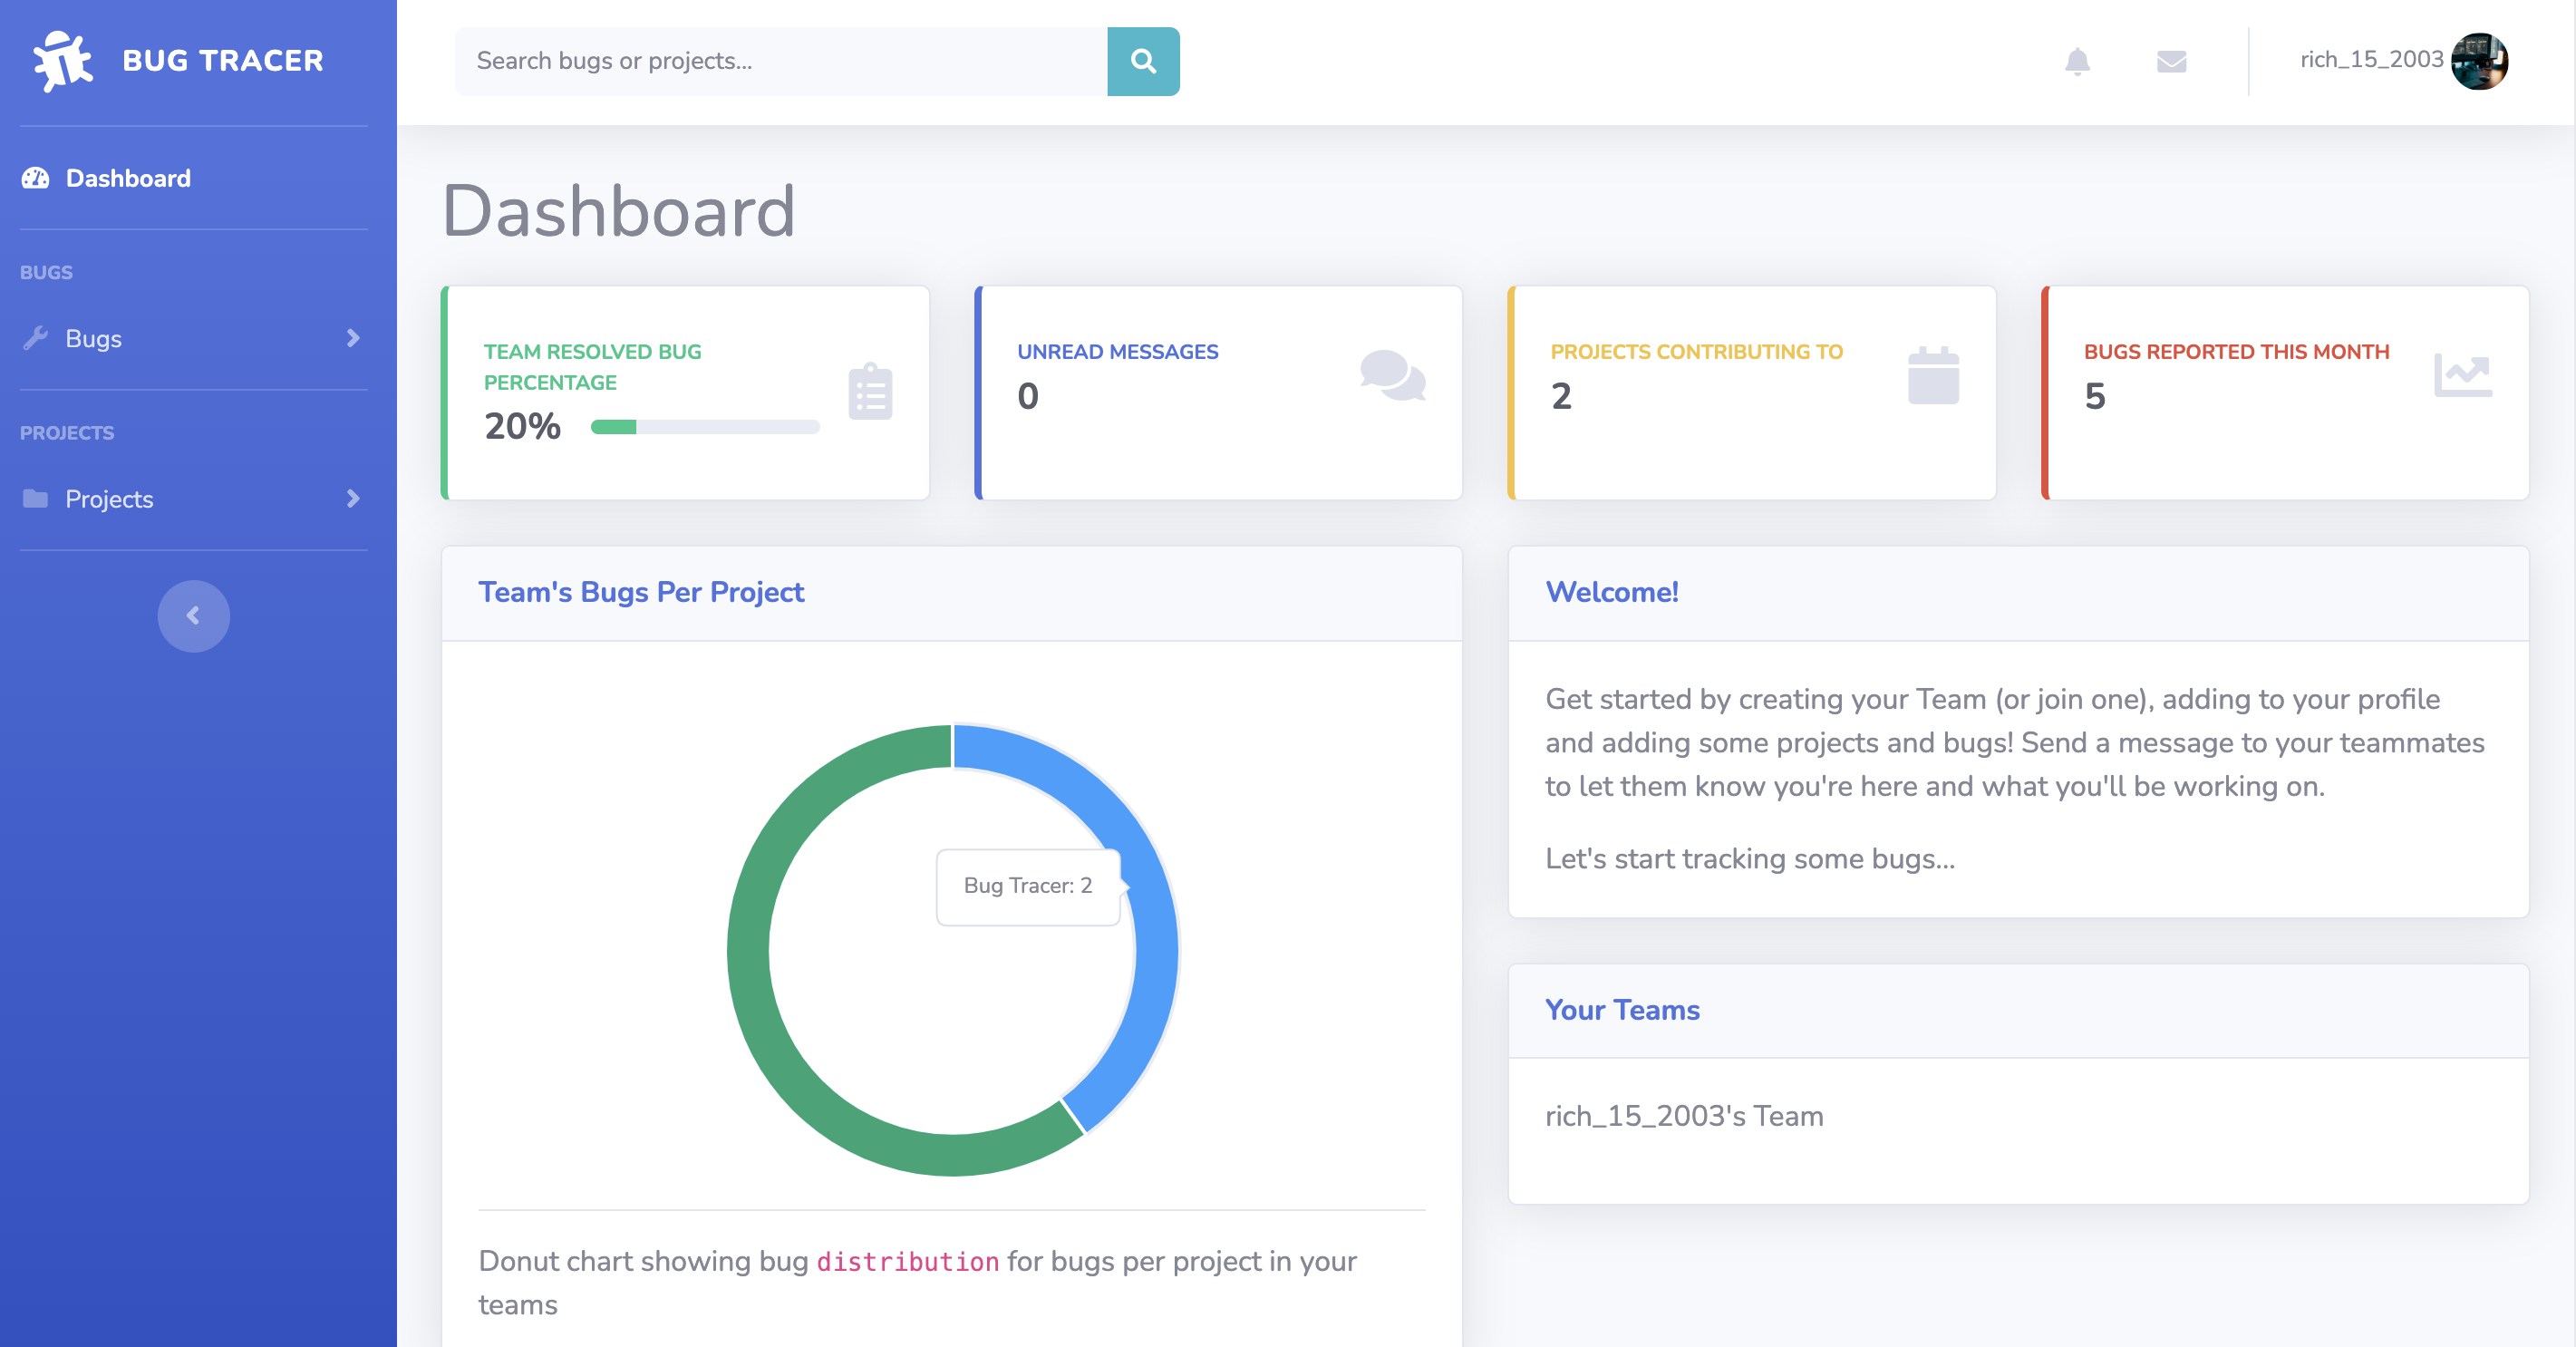 BUG TRACER
Search bugs or projects...
rich_15_2003
Dashboard
BUGS
Bugs
PROJECTS
Projects
Dashboard
TEAM RESOLVED BUG
PERCENTAGE
20%
UNREAD MESSAGES
0
PROJECTS CONTRIBUTING TO
2
BUGS REPORTED THIS MONTH
5
Team's Bugs Per Project
Bug Tracer: 2
Donut chart showing bug distribution for bugs per project in your
teams
Welcome!
Get started by creating your Team (or join one), adding to your profile
and adding some projects and bugs! Send a message to your teammates
to let them know you're here and what you'll be working on.
Let's start tracking some bugs...
Your Teams
rich_15_2003's Team